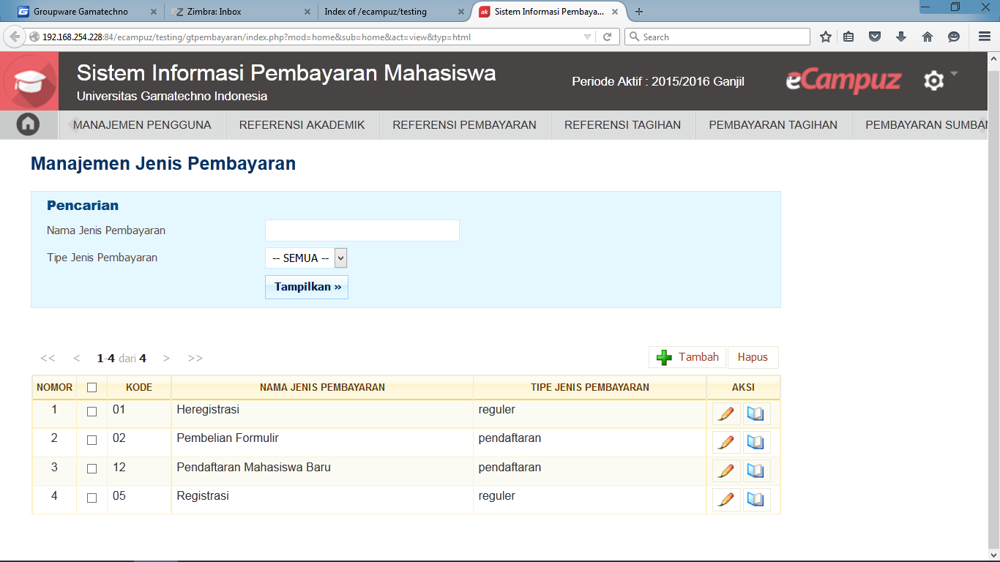 Groupware Gamatechno
Zimbra: Inbox
Index of /ecampuz/testing
ak Sistem Informasi Pembaya...
192.168.254.228:84/ecampuz/testing/gtpembayaran/index.php?mod=home&sub=home&act=view&typ=html
Search
Sistem Informasi Pembayaran Mahasiswa
Universitas Gamatechno Indonesia
Periode Aktif : 2015/2016 Ganjil
eCampuz
MANAJEMEN PENGGUNA REFERENSI AKADEMIK REFERENSI PEMBAYARAN REFERENSI TAGIHAN PEMBAYARAN TAGIHAN PEMBAYARAN SUMBAN
Manajemen Jenis Pembayaran
Pencarian
Nama Jenis Pembayaran
Tipe Jenis Pembayaran -- SEMUA --
Tampilkan »
<< < 1-4 dari 4 > >>
Tambah Hapus
NOMOR KODE NAMA JENIS PEMBAYARAN TIPE JENIS PEMBAYARAN AKSI
1 01 Heregistrasi reguler
2 02 Pembelian Formulir pendaftaran
3 12 Pendaftaran Mahasiswa Baru pendaftaran
4 05 Registrasi reguler